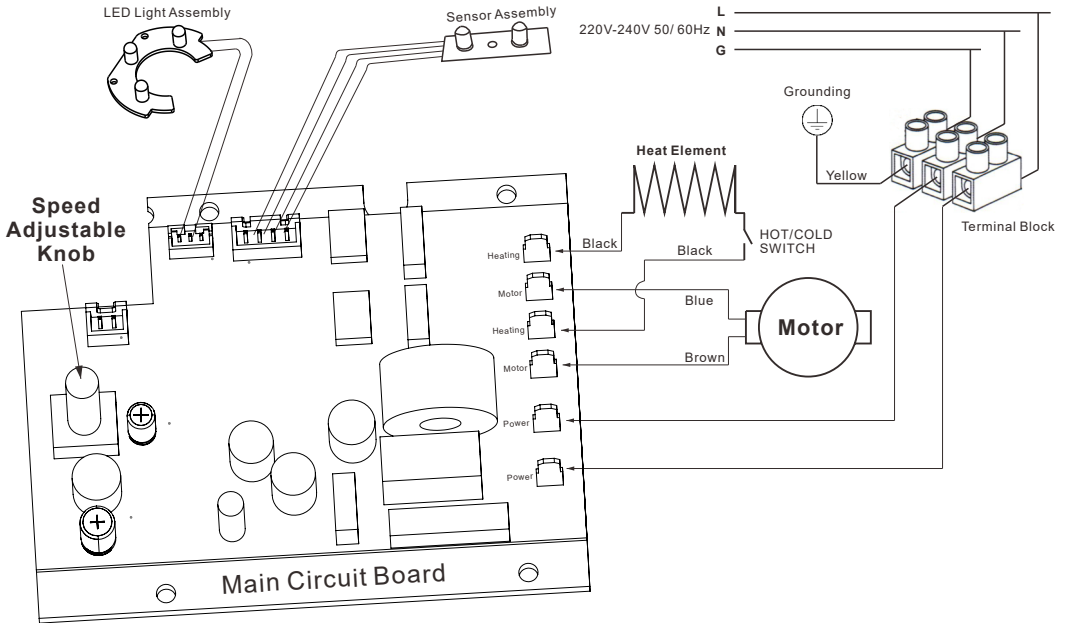 LED Light Assembly
Sensor Assembly
L
220V-240V 50/ 60Hz N
G
Grounding
Heat Element
Yellow
Speed
Adjustable
Knob
Terminal Block
HOT/COLD
SWITCH
Black
Black
Heating
Motor
Blue
Heating
Motor
Motor
Brown
Power
Power
Main Circuit Board